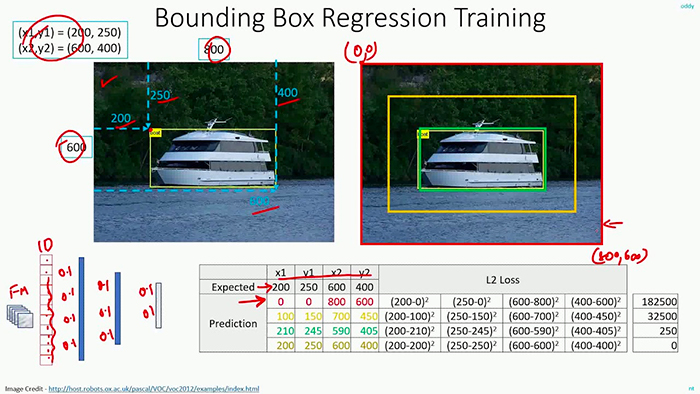 oddy
Bounding Box Regression Training
(x1,y1) = (200, 250)
(x2,y2) = (600, 400)
800
(0,0)
250
400
200
600
boat
boat
600
(800,600)
1D
FM
0.1
0.1
0.1
0.1
0.1
0.1
0.1
0.1
0.1
x1 y1 x2 y2 L2 Loss
Expected 200 250 600 400
Prediction
0 0 800 600 (200-0)² (250-0)² (600-800)² (400-600)² 182500
100 150 700 450 (200-100)² (250-150)² (600-700)² (400-450)² 32500
210 245 590 405 (200-210)² (250-245)² (600-590)² (400-405)² 250
200 250 600 400 (200-200)² (250-250)² (600-600)² (400-400)² 0
Image Credit - http://host.robots.ox.ac.uk/pascal/VOC/voc2012/examples/index.html
nt